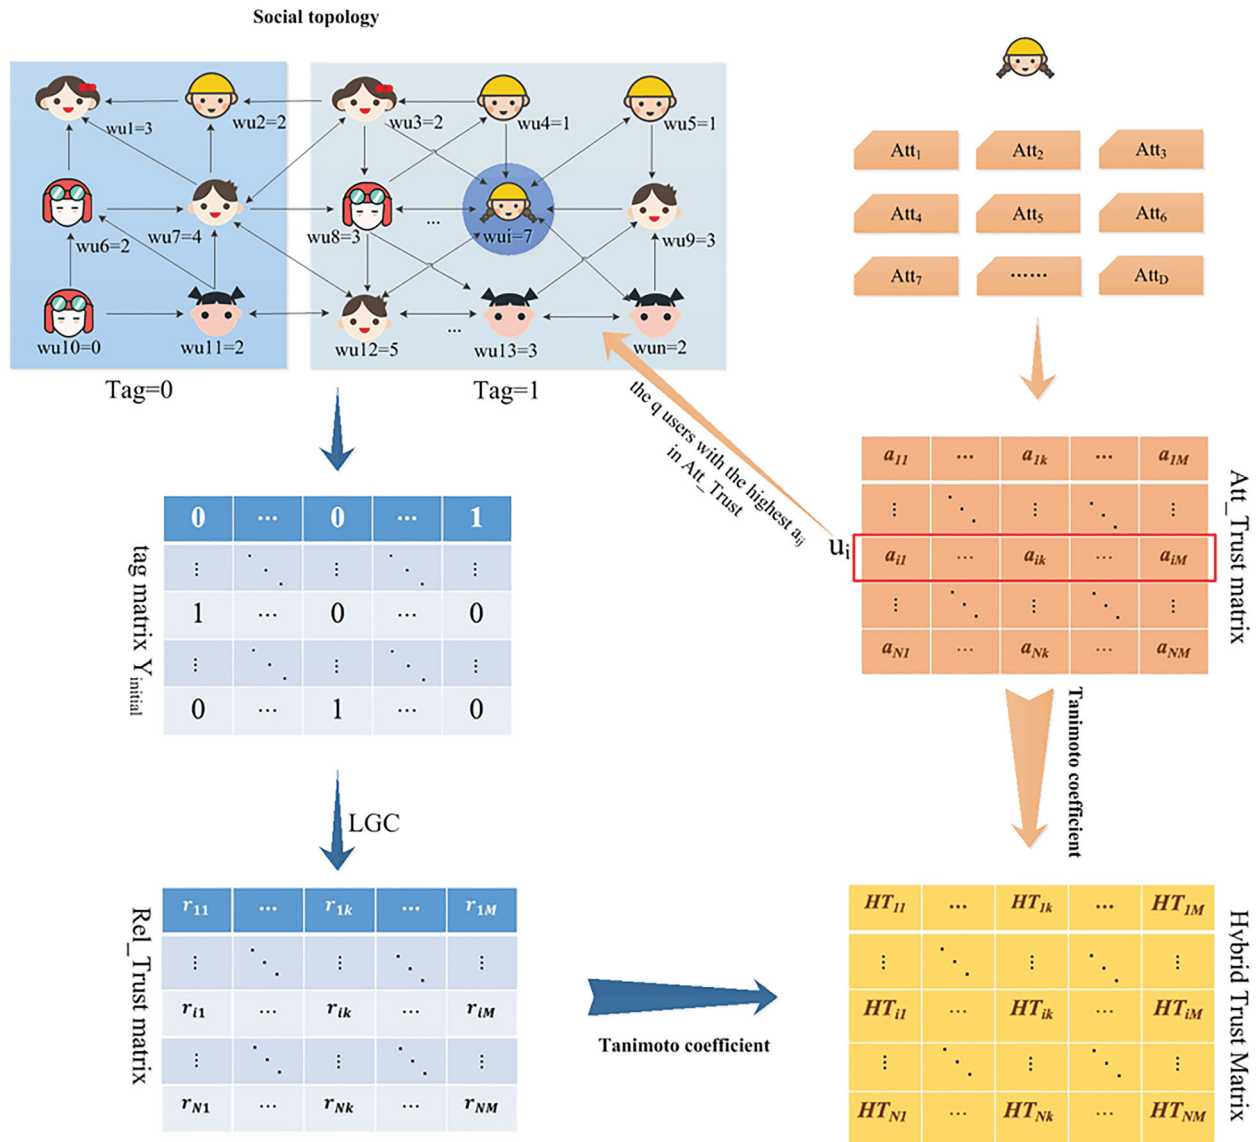 Social topology
wu1=3
wu2=2
wu3=2
wu4=1
wu5=1
wu6=2
wu7=4
wu8=3
...
wui=7
wu9=3
wu10=0
wu11=2
wu12=5
...
wu13=3
wun=2
Tag=0
Tag=1
Att1 Att2 Att3
Att4 Att5 Att6
Att7 ...... AttD
the q users with the highest aij
in Att_Trust
ui
a11 ... a1k ... a1M
⋮ ⋱ ⋮ ⋱ ⋮
ai1 ... aik ... aiM
⋮ ⋱ ⋮ ⋱ ⋮
aN1 ... aNk ... aNM
Att_Trust matrix
Tanimoto coefficient
tag matrix Yinitial
0 ... 0 ... 1
⋮ ⋱ ⋮ ⋱ ⋮
1 ... 0 ... 0
⋮ ⋱ ⋮ ⋱ ⋮
0 ... 1 ... 0
LGC
Rel_Trust matrix
r11 ... r1k ... r1M
⋮ ⋱ ⋮ ⋱ ⋮
ri1 ... rik ... riM
⋮ ⋱ ⋮ ⋱ ⋮
rN1 ... rNk ... rNM
Tanimoto coefficient
HT11 ... HT1k ... HT1M
⋮ ⋱ ⋮ ⋱ ⋮
HTi1 ... HTik ... HTiM
⋮ ⋱ ⋮ ⋱ ⋮
HTN1 ... HTNk ... HTNM
Hybrid Trust Matrix